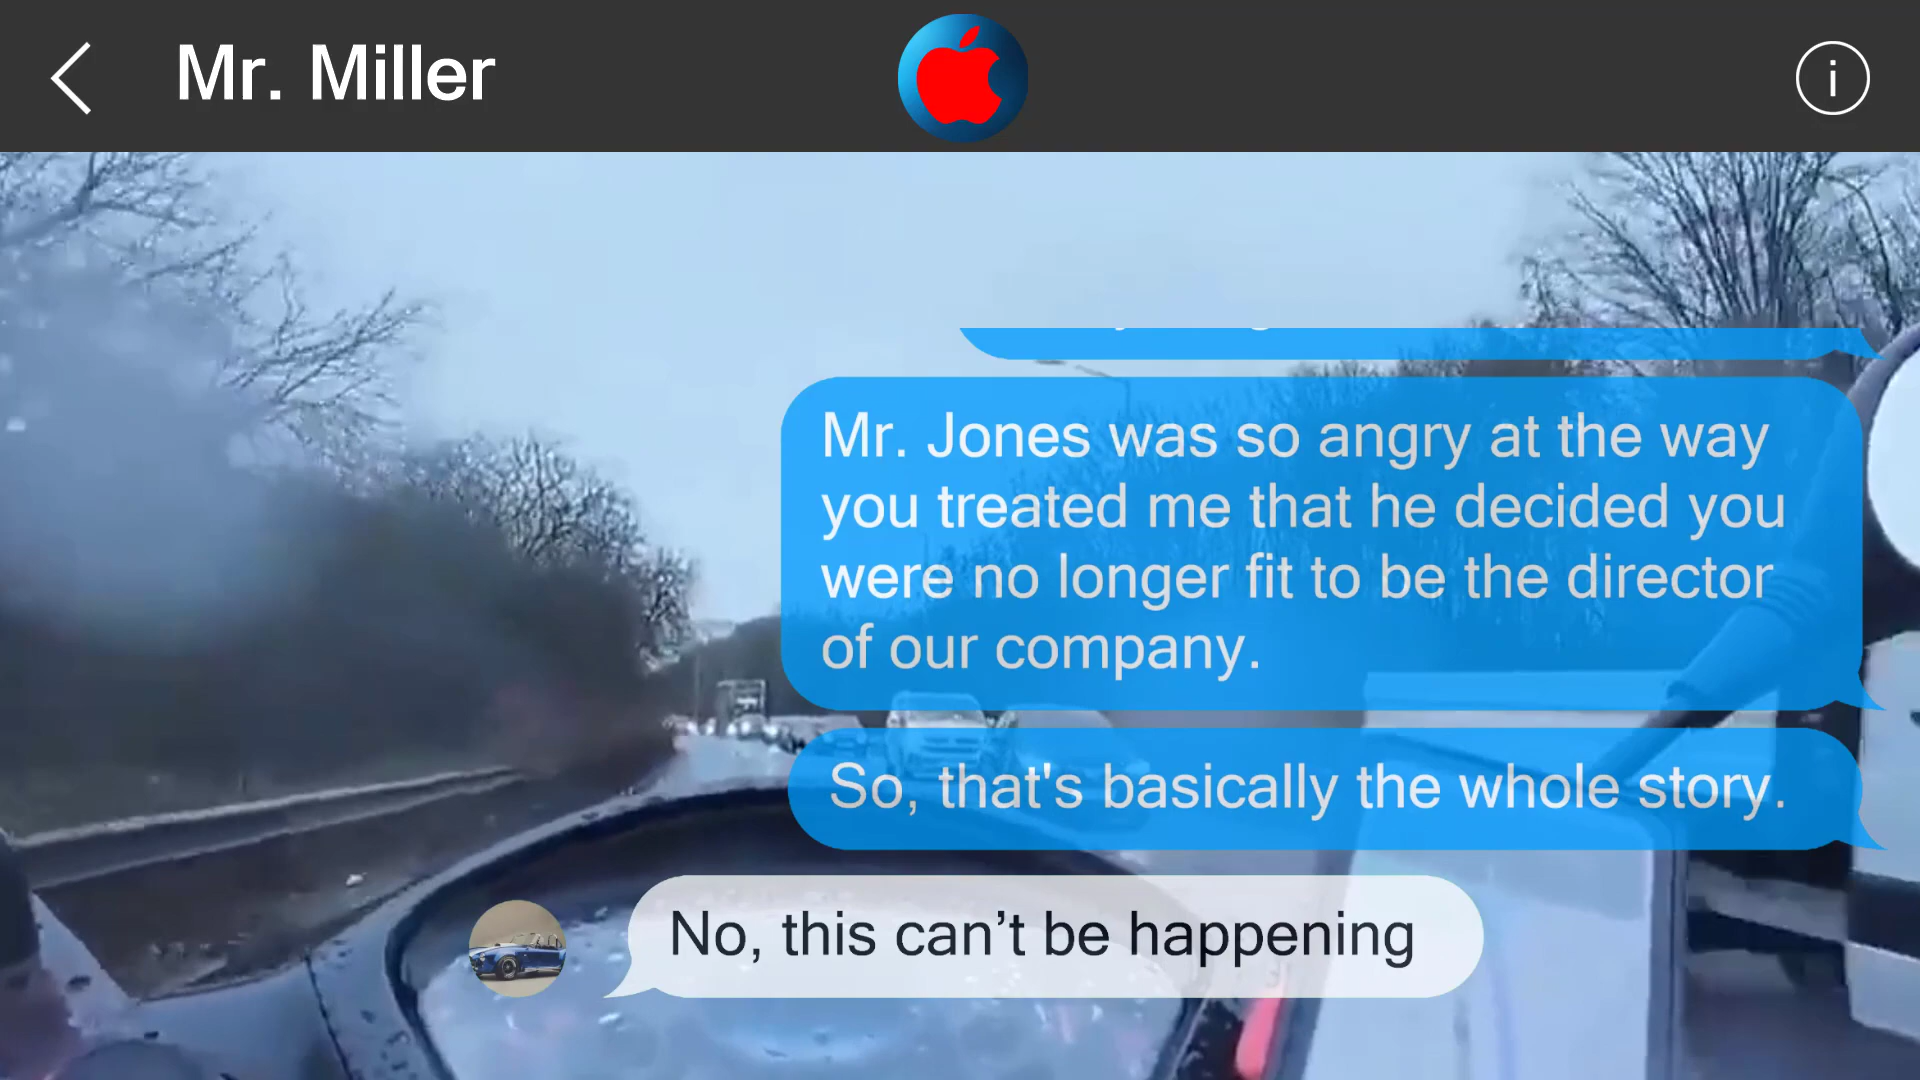 Mr. Miller
i
Mr. Jones was so angry at the way
you treated me that he decided you
were no longer fit to be the director
of our company.
So, that's basically the whole story.
No, this can’t be happening